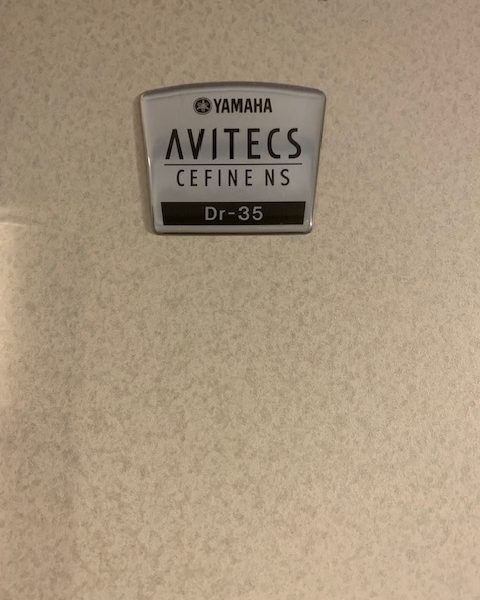 YAMAHA
AVITECS
CEFINE NS
Dr-35